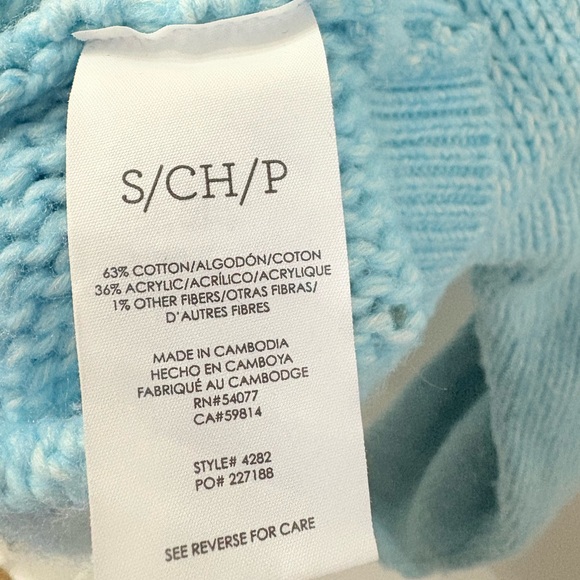 S/CH/P
63% COTTON/ALGODÓN/COTON
36% ACRYLIC/ACRÍLICO/ACRYLIQUE
1% OTHER FIBERS/OTRAS FIBRAS/
D'AUTRES FIBRES
MADE IN CAMBODIA
HECHO EN CAMBOYA
FABRIQUÉ AU CAMBODGE
RN#54077
CA#59814
STYLE# 4282
PO# 227188
SEE REVERSE FOR CARE